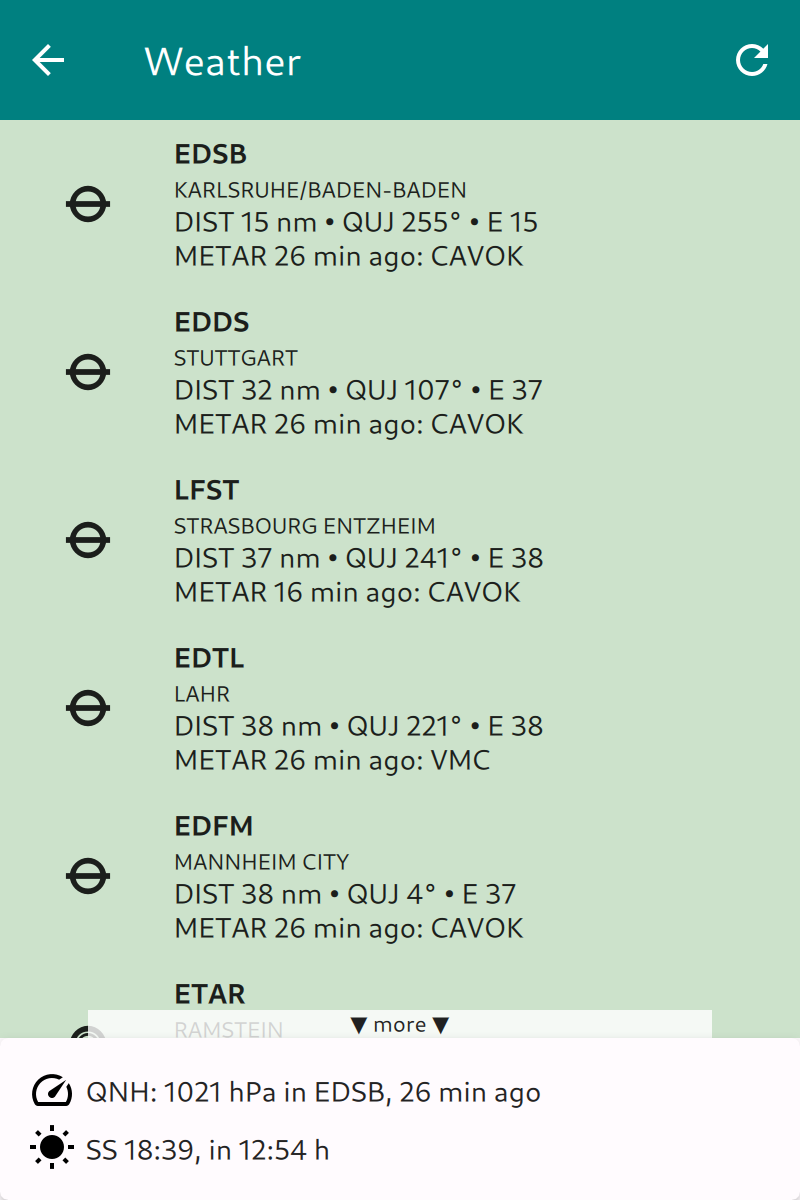 Weather
EDSB
KARLSRUHE/BADEN-BADEN
DIST 15 nm • QUJ 255° • E 15
METAR 26 min ago: CAVOK
EDDS
STUTTGART
DIST 32 nm • QUJ 107° • E 37
METAR 26 min ago: CAVOK
LFST
STRASBOURG ENTZHEIM
DIST 37 nm • QUJ 241° • E 38
METAR 16 min ago: CAVOK
EDTL
LAHR
DIST 38 nm • QUJ 221° • E 38
METAR 26 min ago: VMC
EDFM
MANNHEIM CITY
DIST 38 nm • QUJ 4° • E 37
METAR 26 min ago: CAVOK
ETAR
RAMSTEIN
▼ more ▼
QNH: 1021 hPa in EDSB, 26 min ago
SS 18:39, in 12:54 h